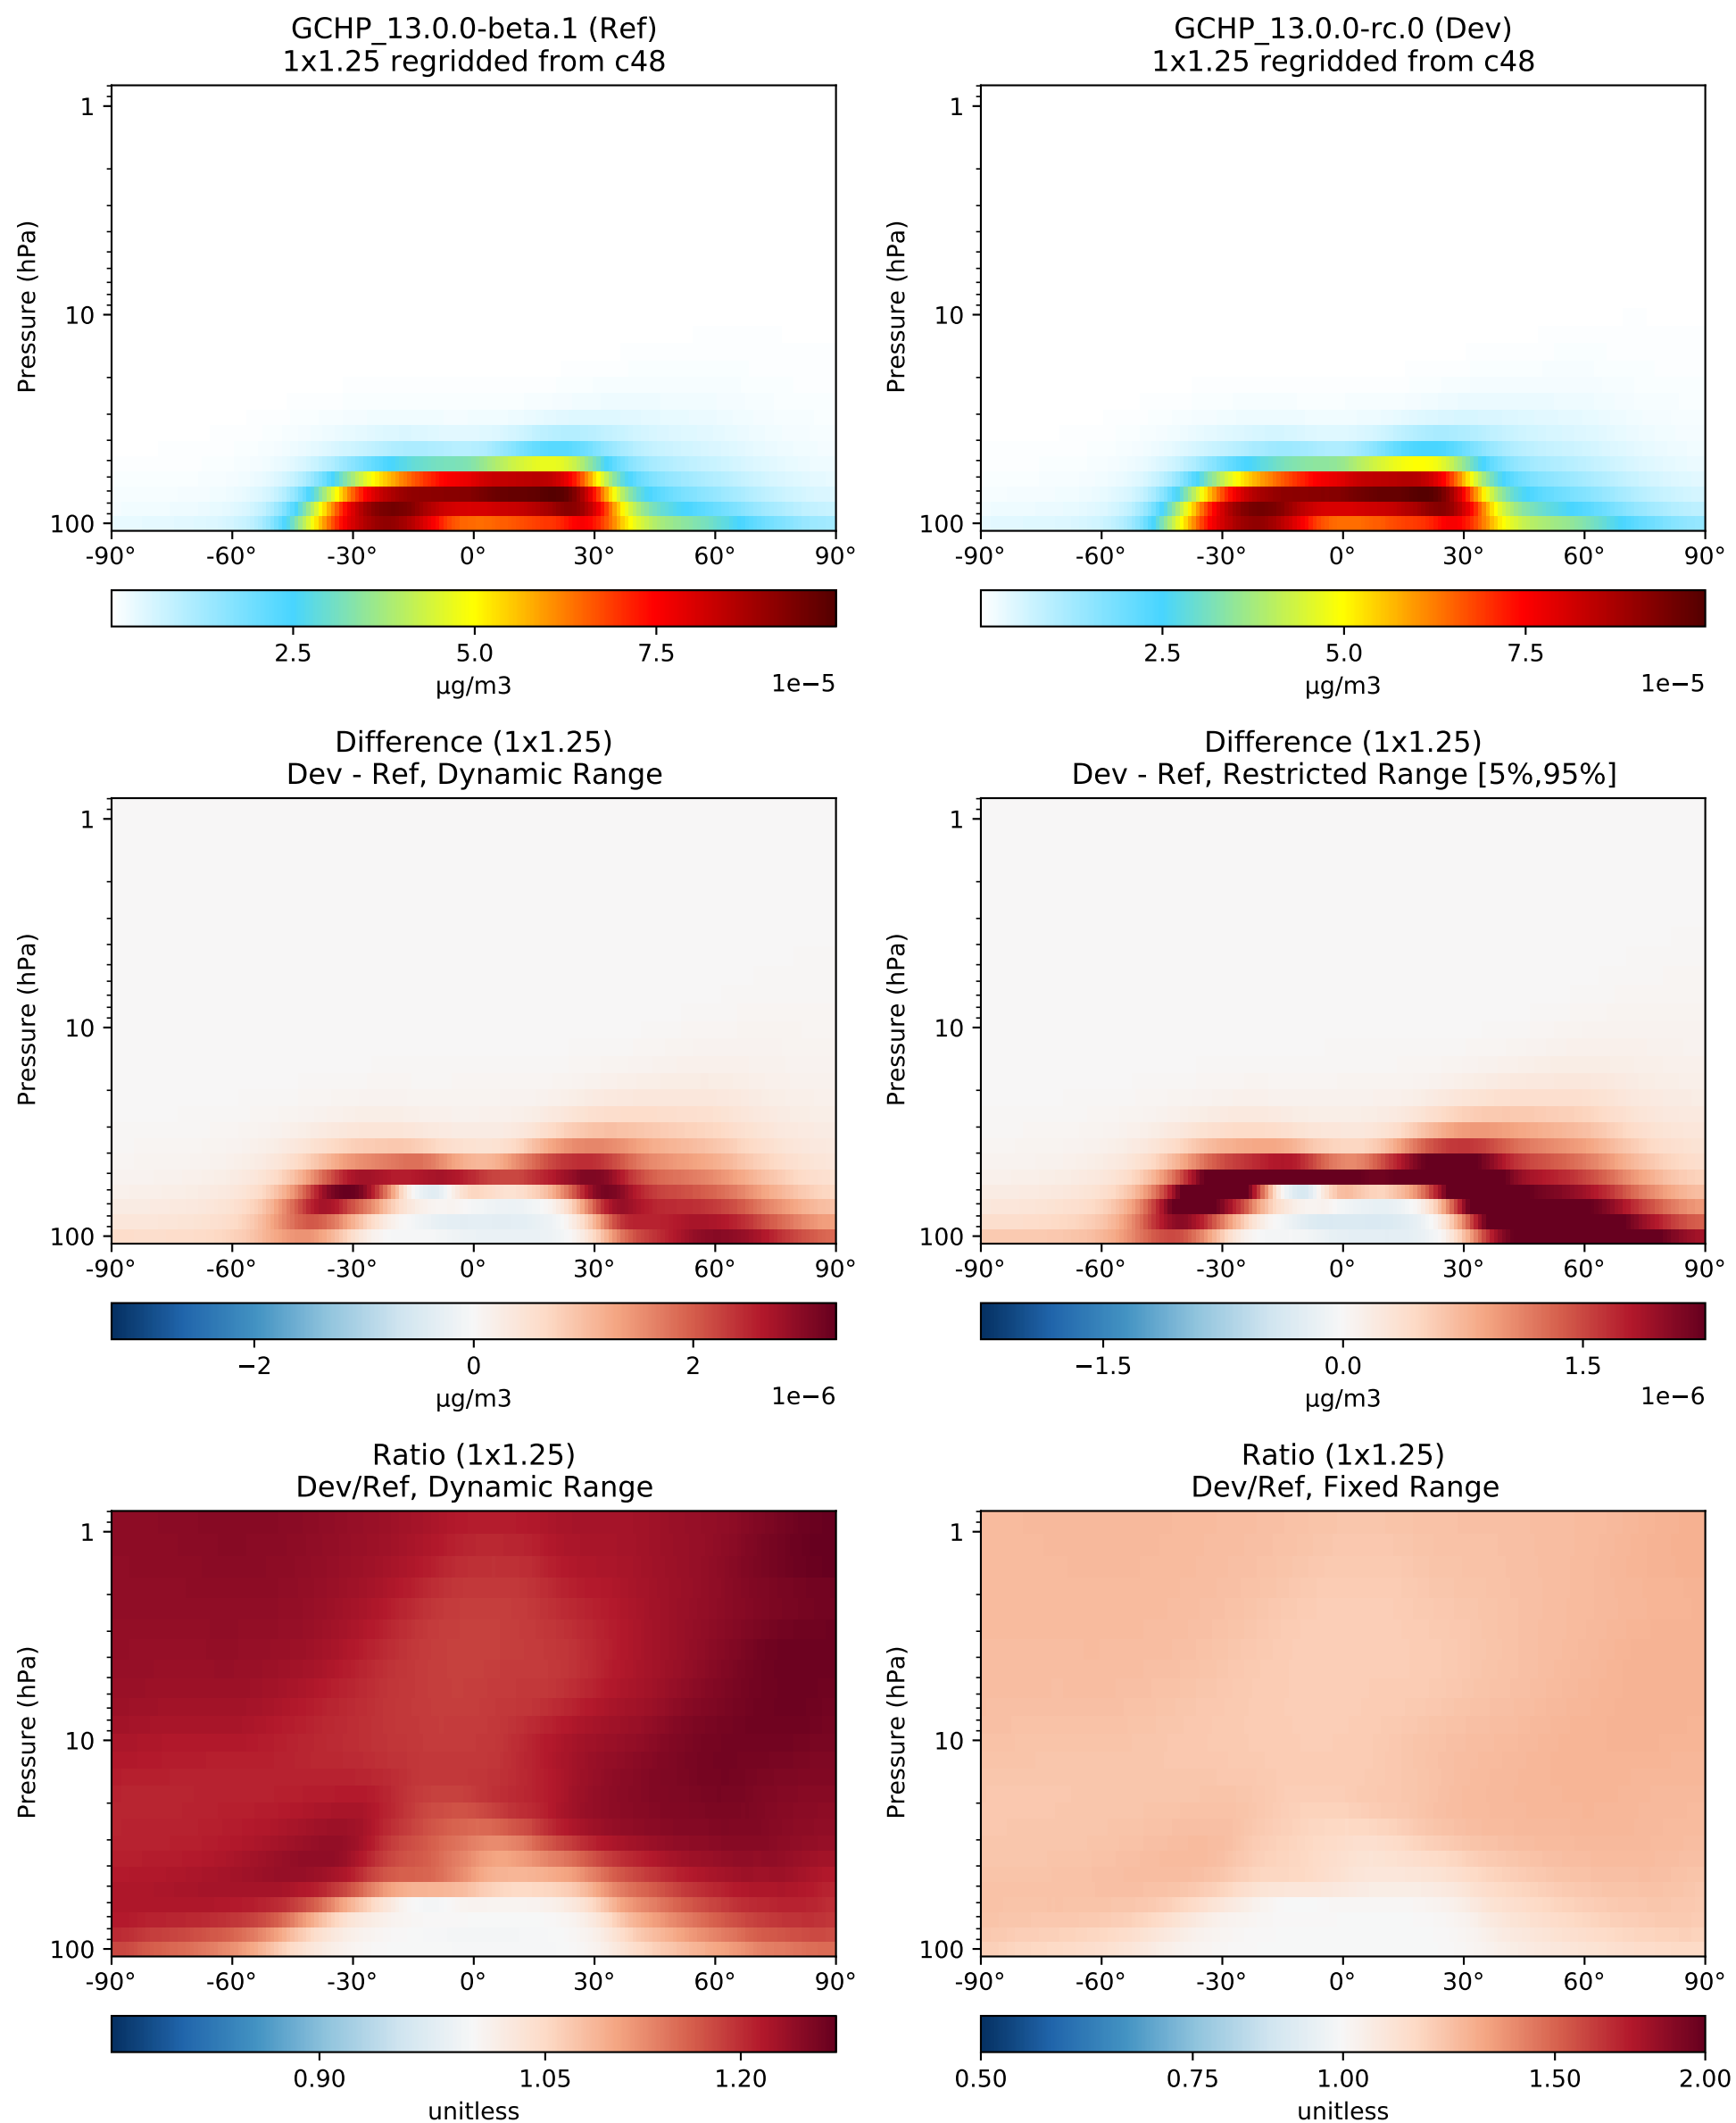 GCHP_13.0.0-beta.1 (Ref)
1x1.25 regridded from c48
Pressure (hPa)
1
10
100
-90° -60° -30° 0° 30° 60° 90°
2.5 5.0 7.5
µg/m3
1e−5
GCHP_13.0.0-rc.0 (Dev)
1x1.25 regridded from c48
Pressure (hPa)
1
10
100
-90° -60° -30° 0° 30° 60° 90°
2.5 5.0 7.5
µg/m3
1e−5
Difference (1x1.25)
Dev - Ref, Dynamic Range
Pressure (hPa)
1
10
100
-90° -60° -30° 0° 30° 60° 90°
−2 0 2
µg/m3
1e−6
Difference (1x1.25)
Dev - Ref, Restricted Range [5%,95%]
Pressure (hPa)
1
10
100
-90° -60° -30° 0° 30° 60° 90°
−1.5 0.0 1.5
µg/m3
1e−6
Ratio (1x1.25)
Dev/Ref, Dynamic Range
Pressure (hPa)
1
10
100
-90° -60° -30° 0° 30° 60° 90°
0.90 1.05 1.20
unitless
Ratio (1x1.25)
Dev/Ref, Fixed Range
Pressure (hPa)
1
10
100
-90° -60° -30° 0° 30° 60° 90°
0.50 0.75 1.00 1.50 2.00
unitless